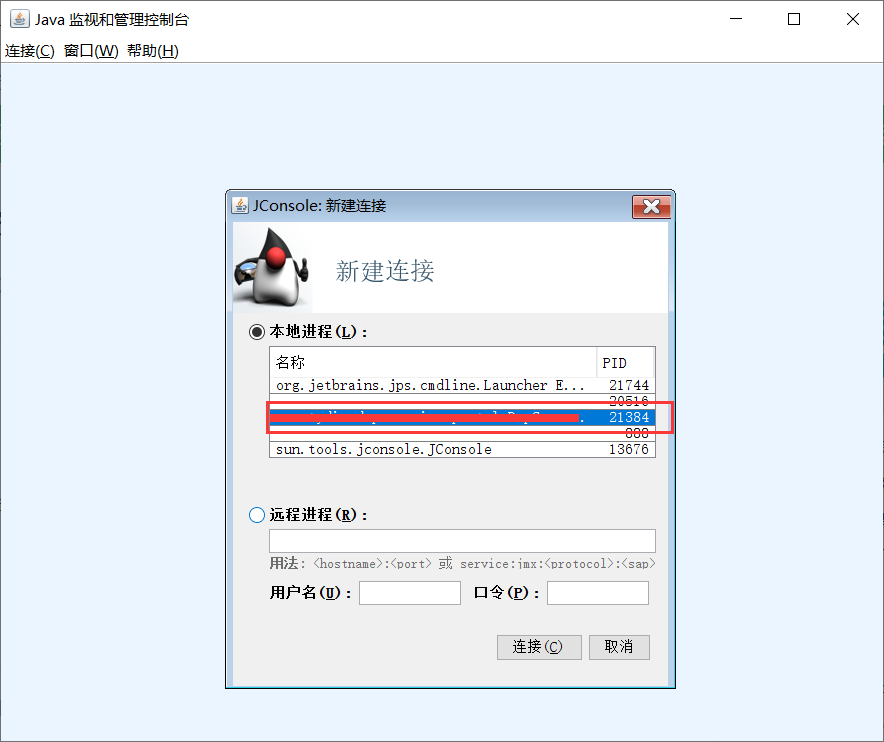 Java 监视和管理控制台
连接(C) 窗口(W) 帮助(H)
JConsole: 新建连接
新建连接
本地进程(L)：
名称 PID
org.jetbrains.jps.cmdline.Launcher E... 21744
20516
21384
888
sun.tools.jconsole.JConsole 13676
远程进程(R)：
用法: <hostname>:<port> 或 service:jmx:<protocol>:<sap>
用户名(U)： 口令(P)：
连接(C) 取消